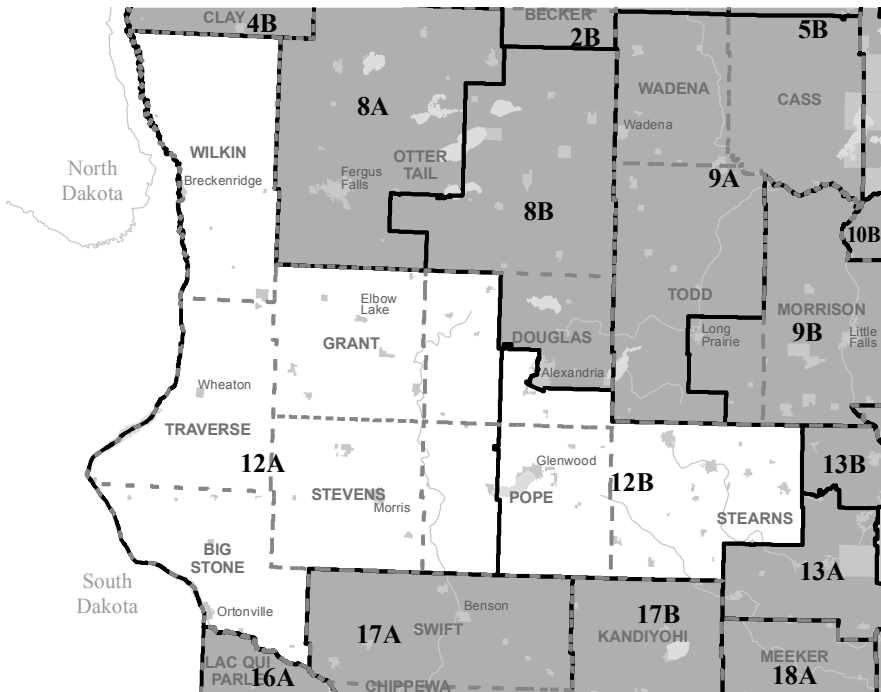 CLAY
4B
BECKER
2B
5B
WADENA
CASS
8A
Wadena
WILKIN
OTTER
TAIL
North
Dakota
Breckenridge
Fergus
Falls
9A
8B
10B
Elbow
Lake
TODD
MORRISON
GRANT
DOUGLAS
Long
Prairie
9B
Little
Falls
Wheaton
Alexandria
TRAVERSE
12A
Glenwood
12B
13B
STEVENS
Morris
POPE
STEARNS
BIG
STONE
South
Dakota
13A
Ortonville
Benson
17A
SWIFT
17B
KANDIYOHI
LAC QUI
PARLE
16A
CHIPPEWA
MEEKER
18A